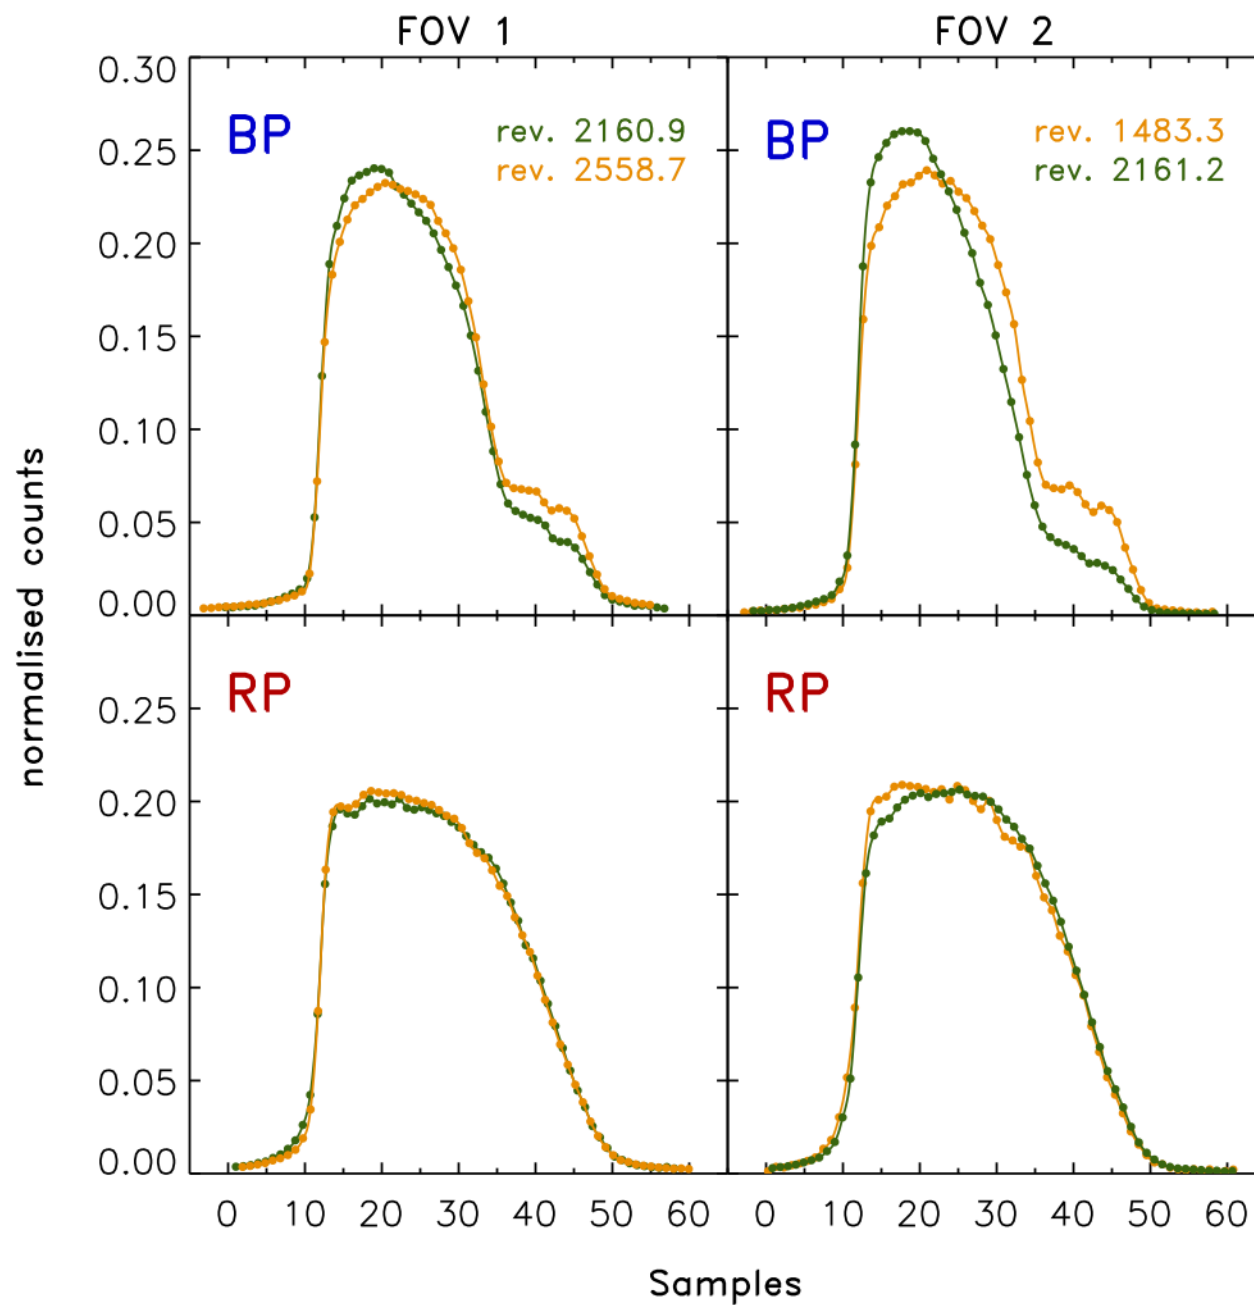 FOV 1
FOV 2
0.30
0.25
0.20
0.15
0.10
0.05
0.00
BP
rev. 2160.9
rev. 2558.7
BP
rev. 1483.3
rev. 2161.2
normalised counts
0.25
0.20
0.15
0.10
0.05
0.00
RP
RP
0 10 20 30 40 50 60
0 10 20 30 40 50 60
Samples